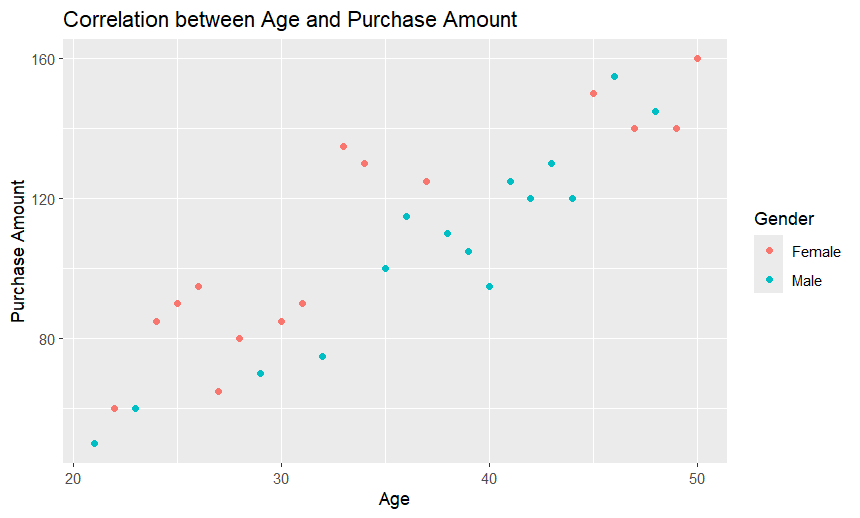 Correlation between Age and Purchase Amount
160
120
80
Purchase Amount
20
30
40
50
Age
Gender
Female
Male